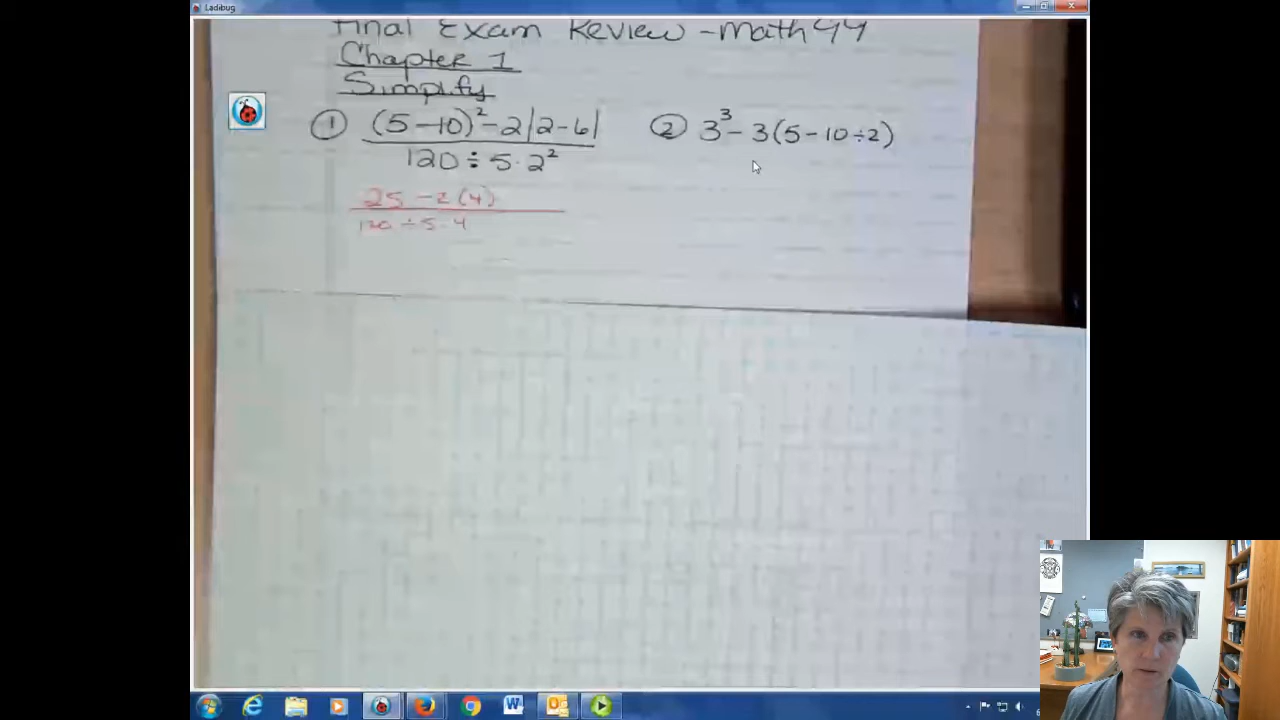 Ladibug
Final Exam Review - Math 94
Chapter 1
Simplify
① (5-10)² - 2|2-6|
120 ÷ 5 · 2²
② 3³ - 3(5 - 10 ÷ 2)
25 - 2(4)
120 ÷ 5 · 4